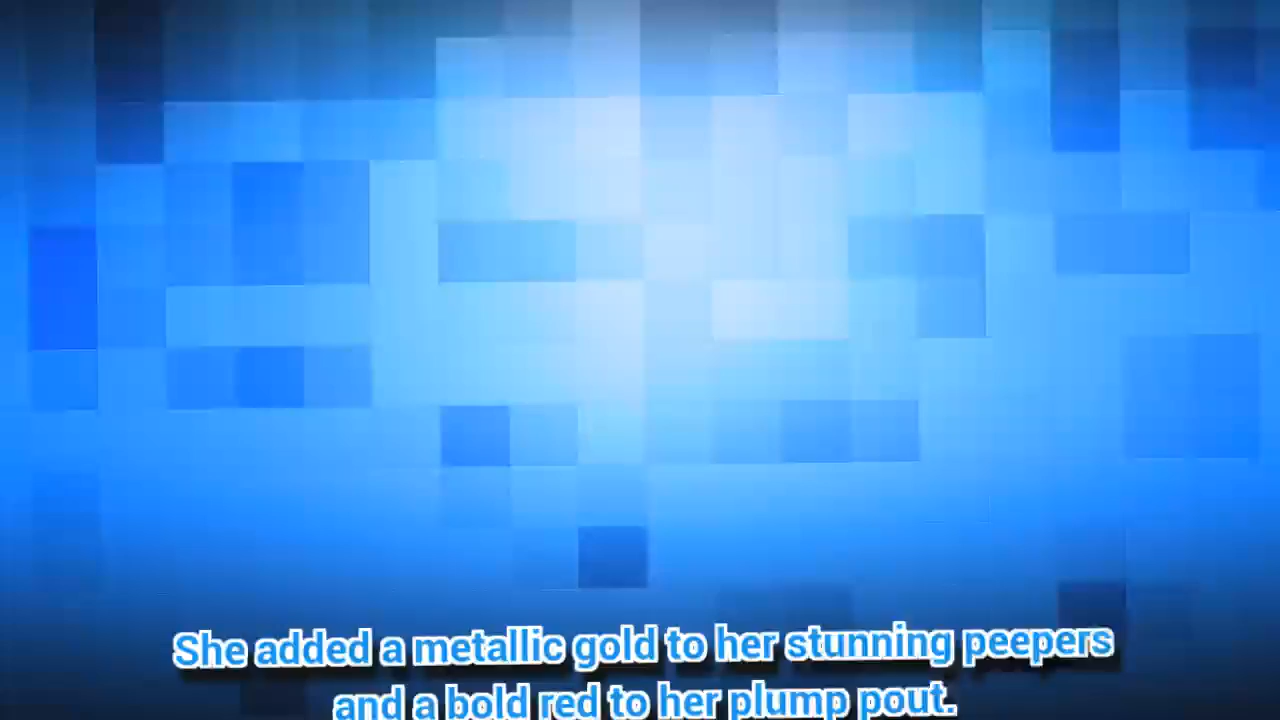 She added a metallic gold to her stunning peepers
and a bold red to her plump pout.